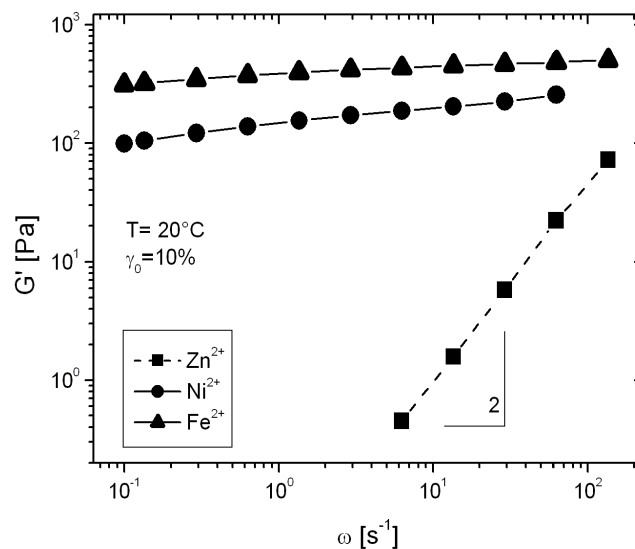 10³
10²
10¹
10⁰
G' [Pa]
T= 20°C
γ₀=10%
Zn²⁺
Ni²⁺
Fe²⁺
2
10⁻¹ 10⁰ 10¹ 10²
ω [s⁻¹]